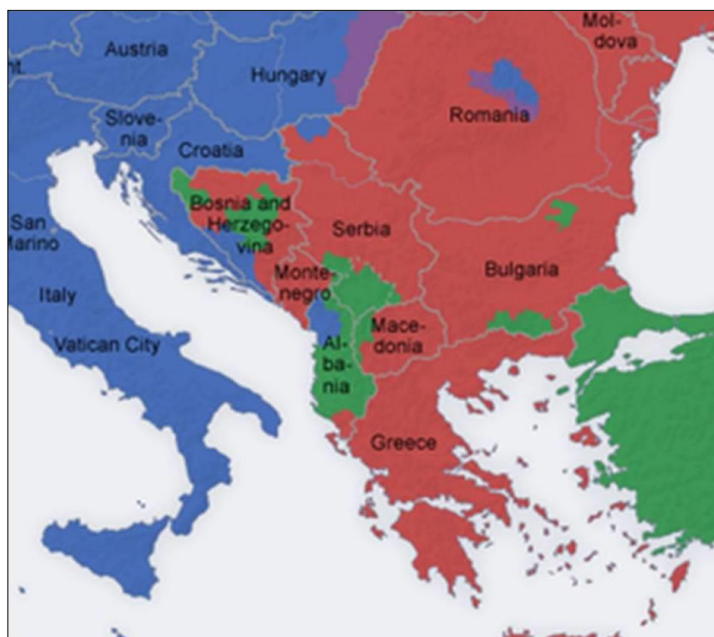 Mol-
dova
Austria
nt.
Hungary
Romania
Slove-
nia
Croatia
Bosnia and
Herzego-
vina
San
Marino
Serbia
Bulgaria
Monte-
negro
Italy
Mace-
donia
Vatican City
Al-
ba-
nia
Greece